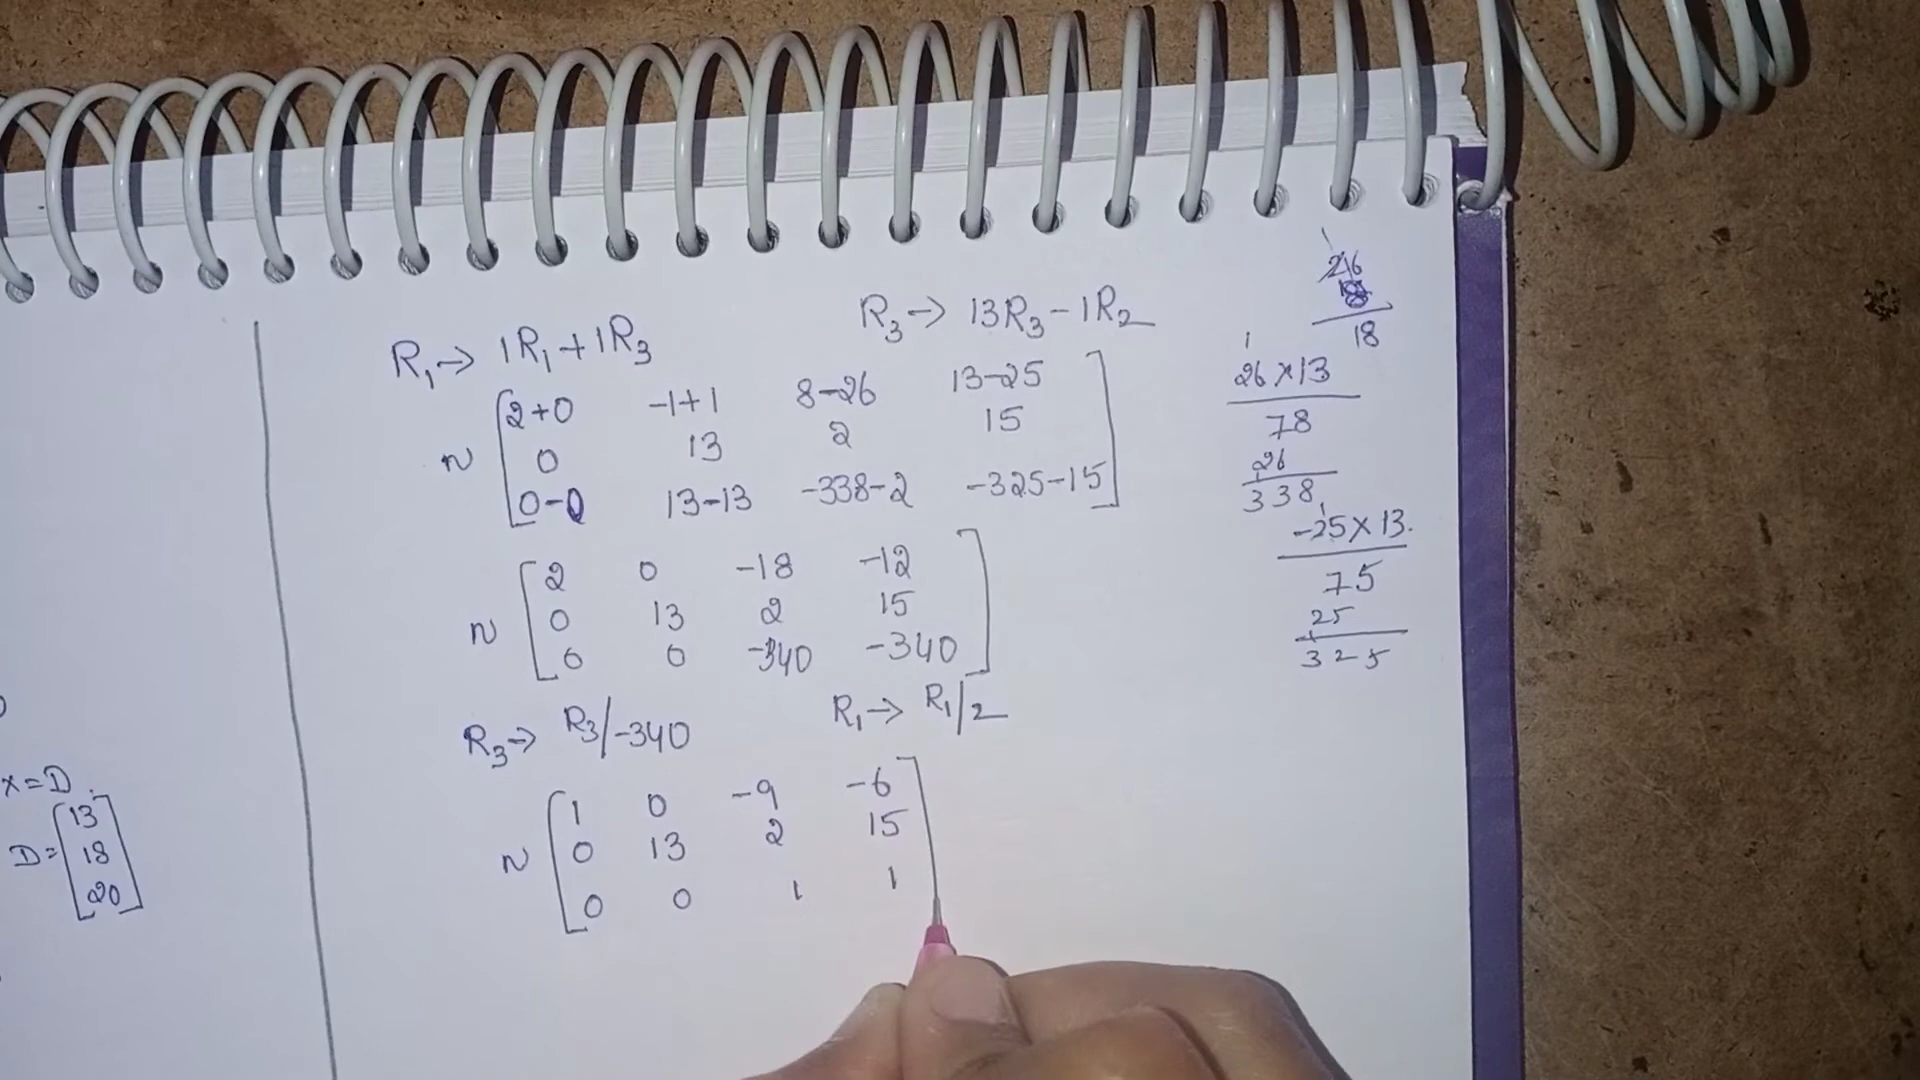 x=D.
D=[13
18
20]
R₁→ 1R₁+1R₃
R₃→ 13R₃-1R₂
~ [2+0 -1+1 8-26 13-25
0 13 2 15
0-0 13-13 -338-2 -325-15]
~ [2 0 -18 -12
0 13 2 15
0 0 -340 -340]
R₃→ R₃/-340 R₁→ R₁/2
~ [1 0 -9 -6
0 13 2 15
0 0 1 1]
18
1
26×13
78
26
338
1
-25×13.
75
25
325